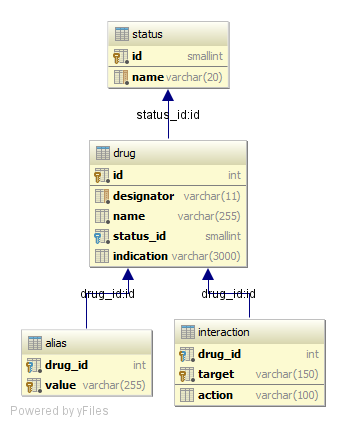 status
id smallint
name varchar(20)
status_id:id
drug
id int
designator varchar(11)
name varchar(255)
status_id smallint
indication varchar(3000)
drug_id:id drug_id:id
alias
drug_id int
value varchar(255)
interaction
drug_id int
target varchar(150)
action varchar(100)
Powered by yFiles